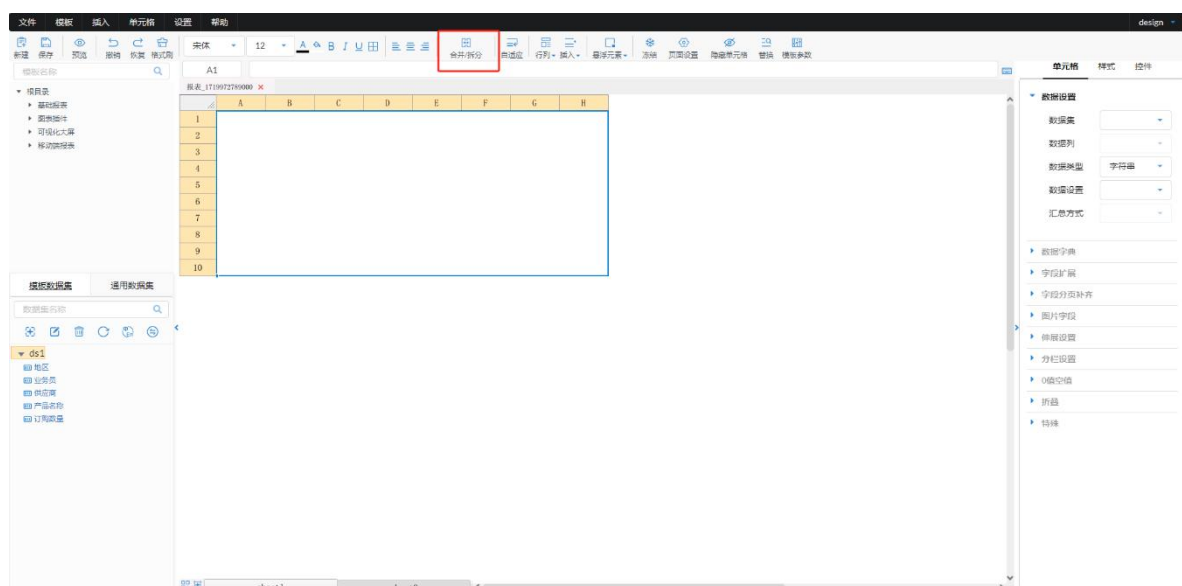 文件 模板 插入 单元格 设置 帮助 design
新建 保存 预览 撤销 恢复 格式刷 宋体 12 A B I U 合并/拆分 自适应 行列 插入 悬浮元素 冻结 页面设置 隐藏单元格 替换 模板参数
模板名称 A1 单元格 样式 控件
报表_1719972789000 ×
根目录
基础报表
图表插件
可视化大屏
移动端报表
A B C D E F G H
1
2
3
4
5
6
7
8
9
10
数据设置
数据集
数据列
数据类型 字符串
数据设置
汇总方式
数据字典
字段扩展
字段分页补齐
图片字段
伸展设置
分栏设置
0值空值
折叠
特殊
模板数据集 通用数据集
数据集名称
ds1
地区
业务员
供应商
产品名称
订购数量